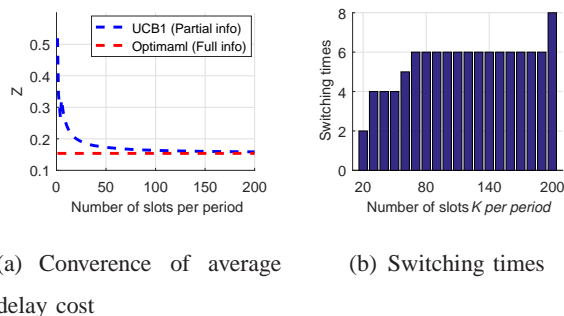 UCB1 (Partial info)
Optimaml (Full info)
0.5
0.4
0.3
0.2
0.1
Z
0 50 100 150 200
Number of slots per period
8
6
4
2
0
Switching times
20 80 140 200
Number of slots K per period
(a) Converence of average
delay cost
(b) Switching times